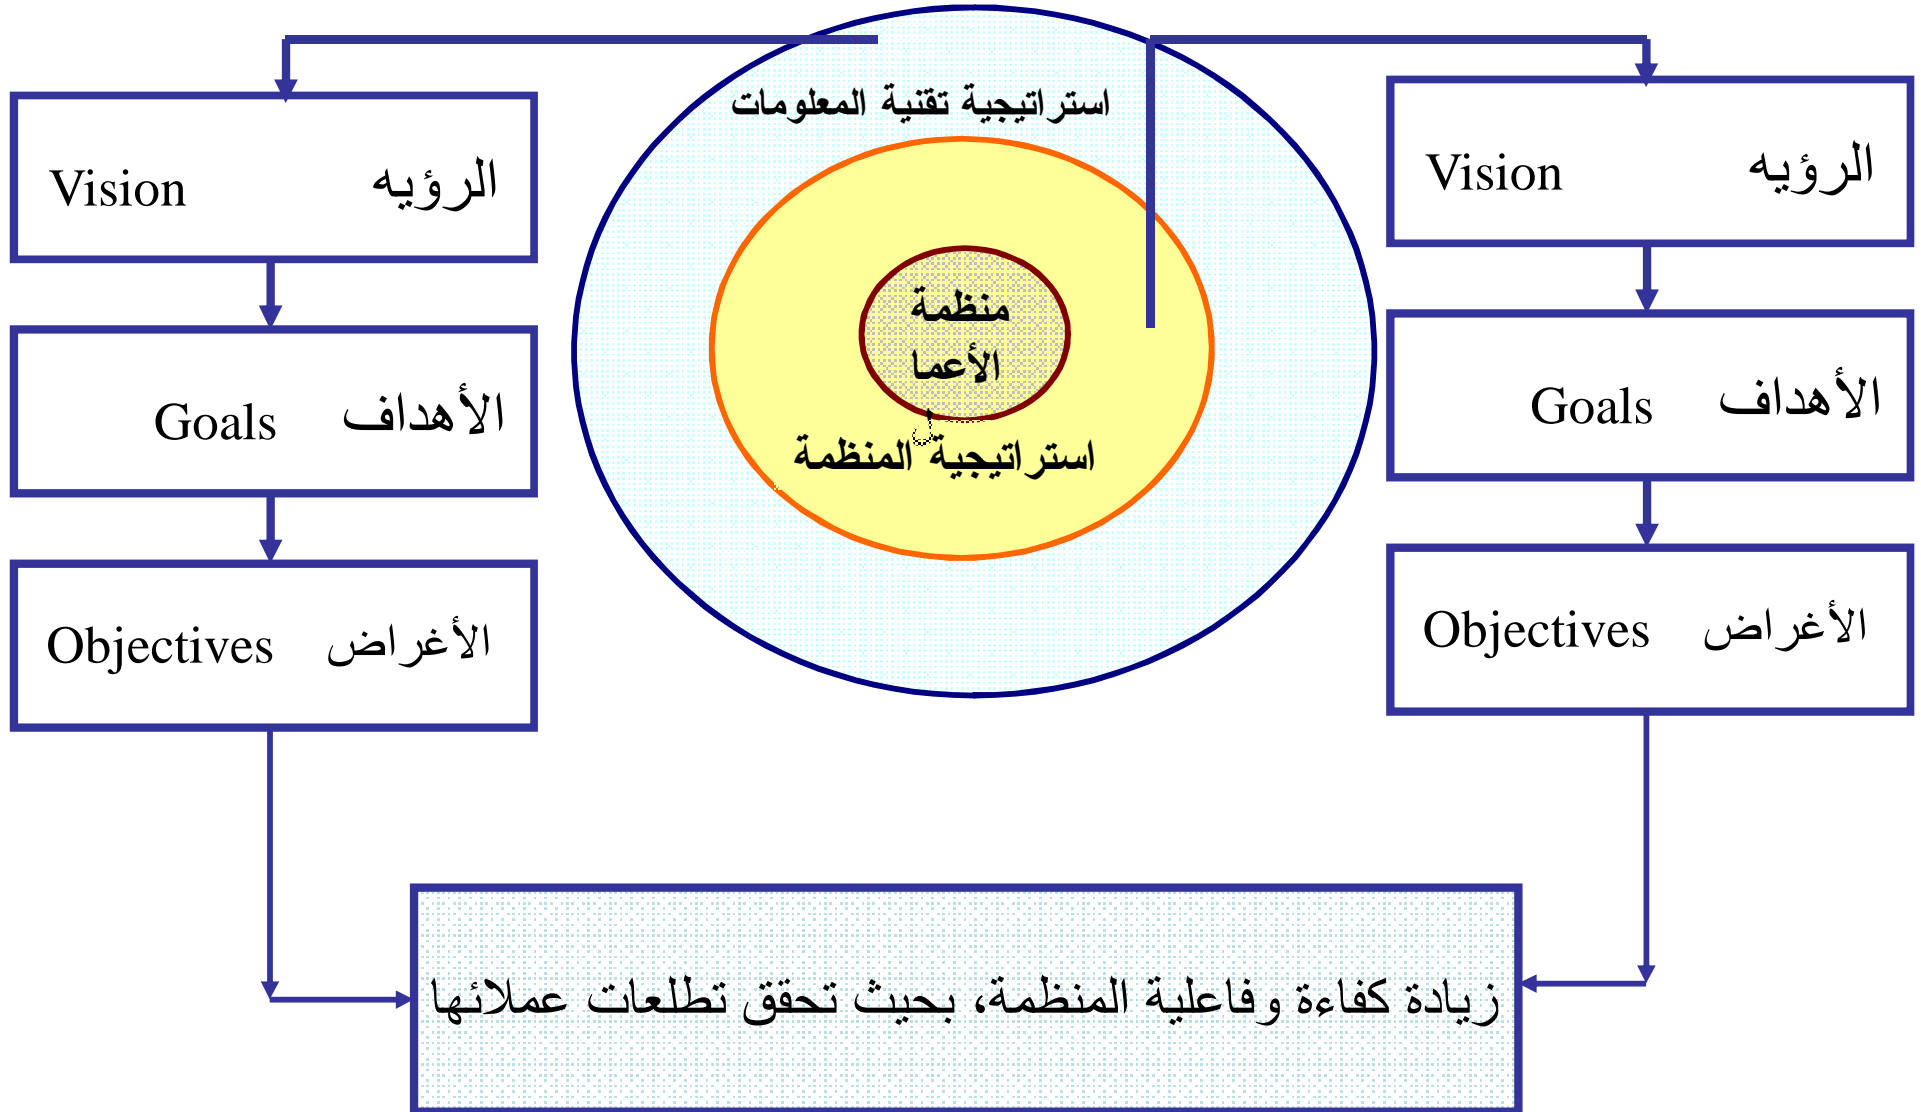 استراتيجية تقنية المعلومات
منظمة
الأعما
ل
استراتيجية المنظمة
الرؤيه Vision
الأهداف Goals
الأغراض Objectives
الرؤيه Vision
الأهداف Goals
الأغراض Objectives
زيادة كفاءة وفاعلية المنظمة، بحيث تحقق تطلعات عملائها